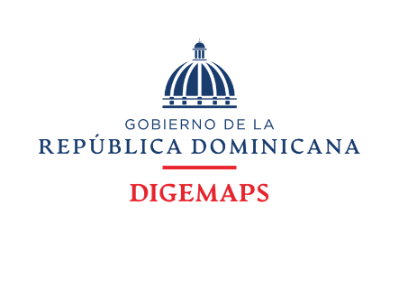 GOBIERNO DE LA
REPÚBLICA DOMINICANA
DIGEMAPS